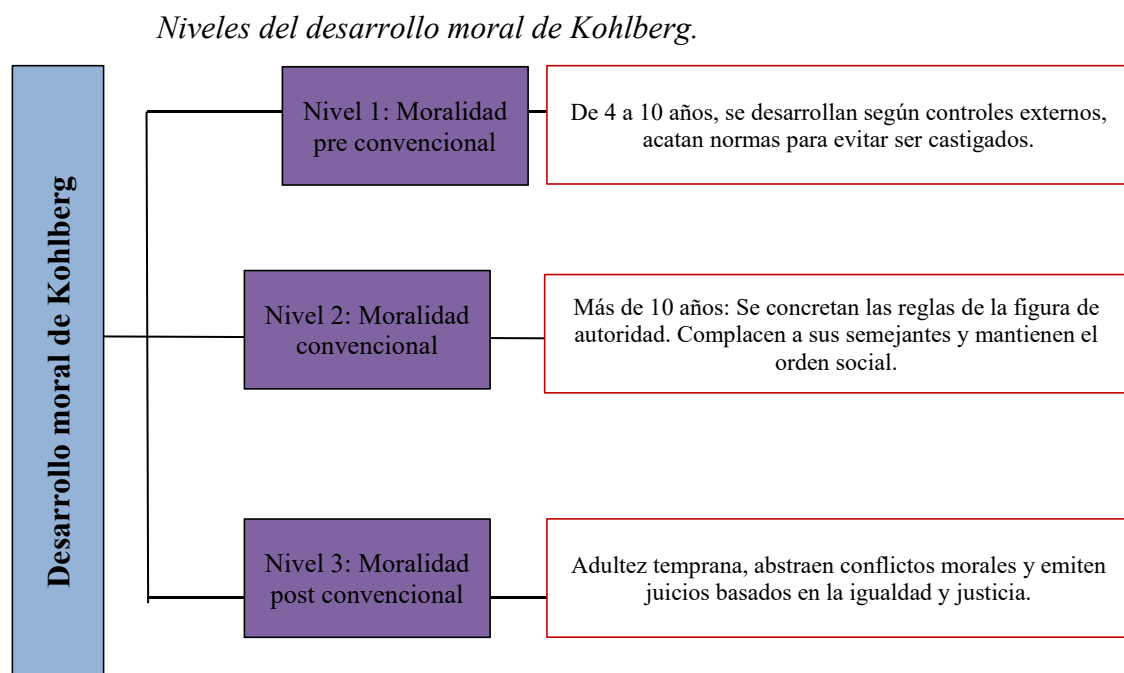 Niveles del desarrollo moral de Kohlberg.
Desarrollo moral de Kohlberg
Nivel 1: Moralidad
pre convencional
De 4 a 10 años, se desarrollan según controles externos,
acatan normas para evitar ser castigados.
Nivel 2: Moralidad
convencional
Más de 10 años: Se concretan las reglas de la figura de
autoridad. Complacen a sus semejantes y mantienen el
orden social.
Nivel 3: Moralidad
post convencional
Adultez temprana, abstraen conflictos morales y emiten
juicios basados en la igualdad y justicia.